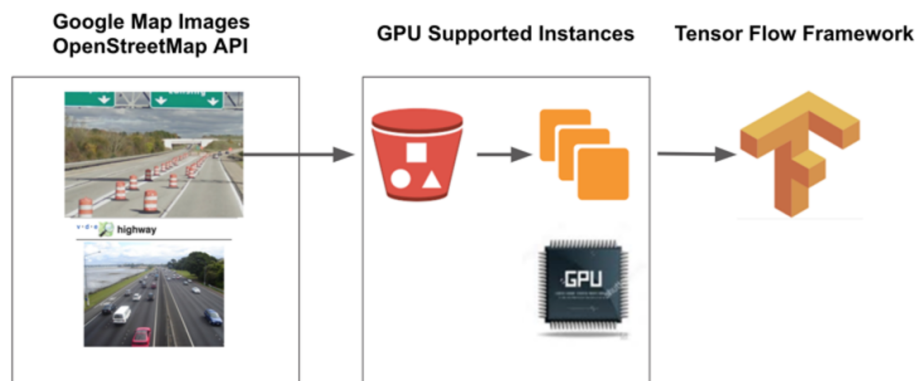 Google Map Images
OpenStreetMap API
GPU Supported Instances
Tensor Flow Framework
v-d-e
highway
GPU